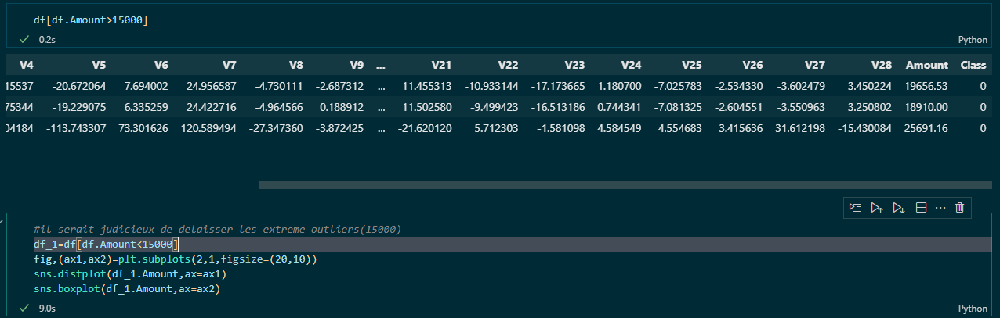 df[df.Amount>15000]
0.2s Python
V4 V5 V6 V7 V8 V9 ... V21 V22 V23 V24 V25 V26 V27 V28 Amount Class
15537 -20.672064 7.694002 24.956587 -4.730111 -2.687312 ... 11.455313 -10.933144 -17.173665 1.180700 -7.025783 -2.534330 -3.602479 3.450224 19656.53 0
75344 -19.229075 6.335259 24.422716 -4.964566 0.188912 ... 11.502580 -9.499423 -16.513186 0.744341 -7.081325 -2.604551 -3.550963 3.250802 18910.00 0
04184 -113.743307 73.301626 120.589494 -27.347360 -3.872425 ... -21.620120 5.712303 -1.581098 4.584549 4.554683 3.415636 31.612198 -15.430084 25691.16 0
#il serait judicieux de delaisser les extreme outliers(15000)
df_1=df[df.Amount<15000]
fig,(ax1,ax2)=plt.subplots(2,1,figsize=(20,10))
sns.distplot(df_1.Amount,ax=ax1)
sns.boxplot(df_1.Amount,ax=ax2)
9.0s Python